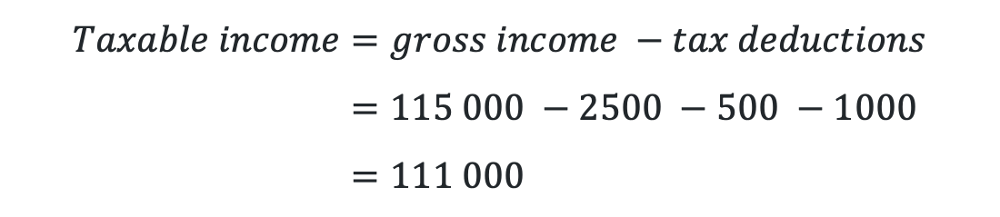 Taxable income = gross income − tax deductions
= 115 000 − 2500 − 500 − 1000
= 111 000